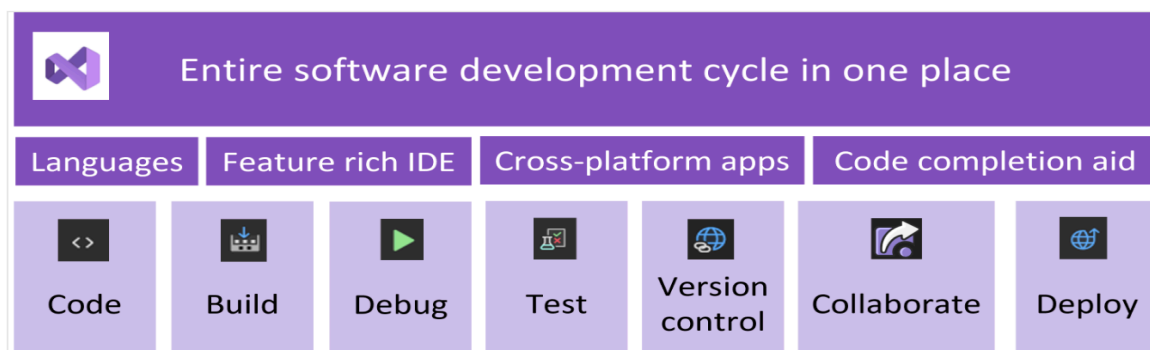 Entire software development cycle in one place
Languages
Feature rich IDE
Cross-platform apps
Code completion aid
Code
Build
Debug
Test
Version
control
Collaborate
Deploy